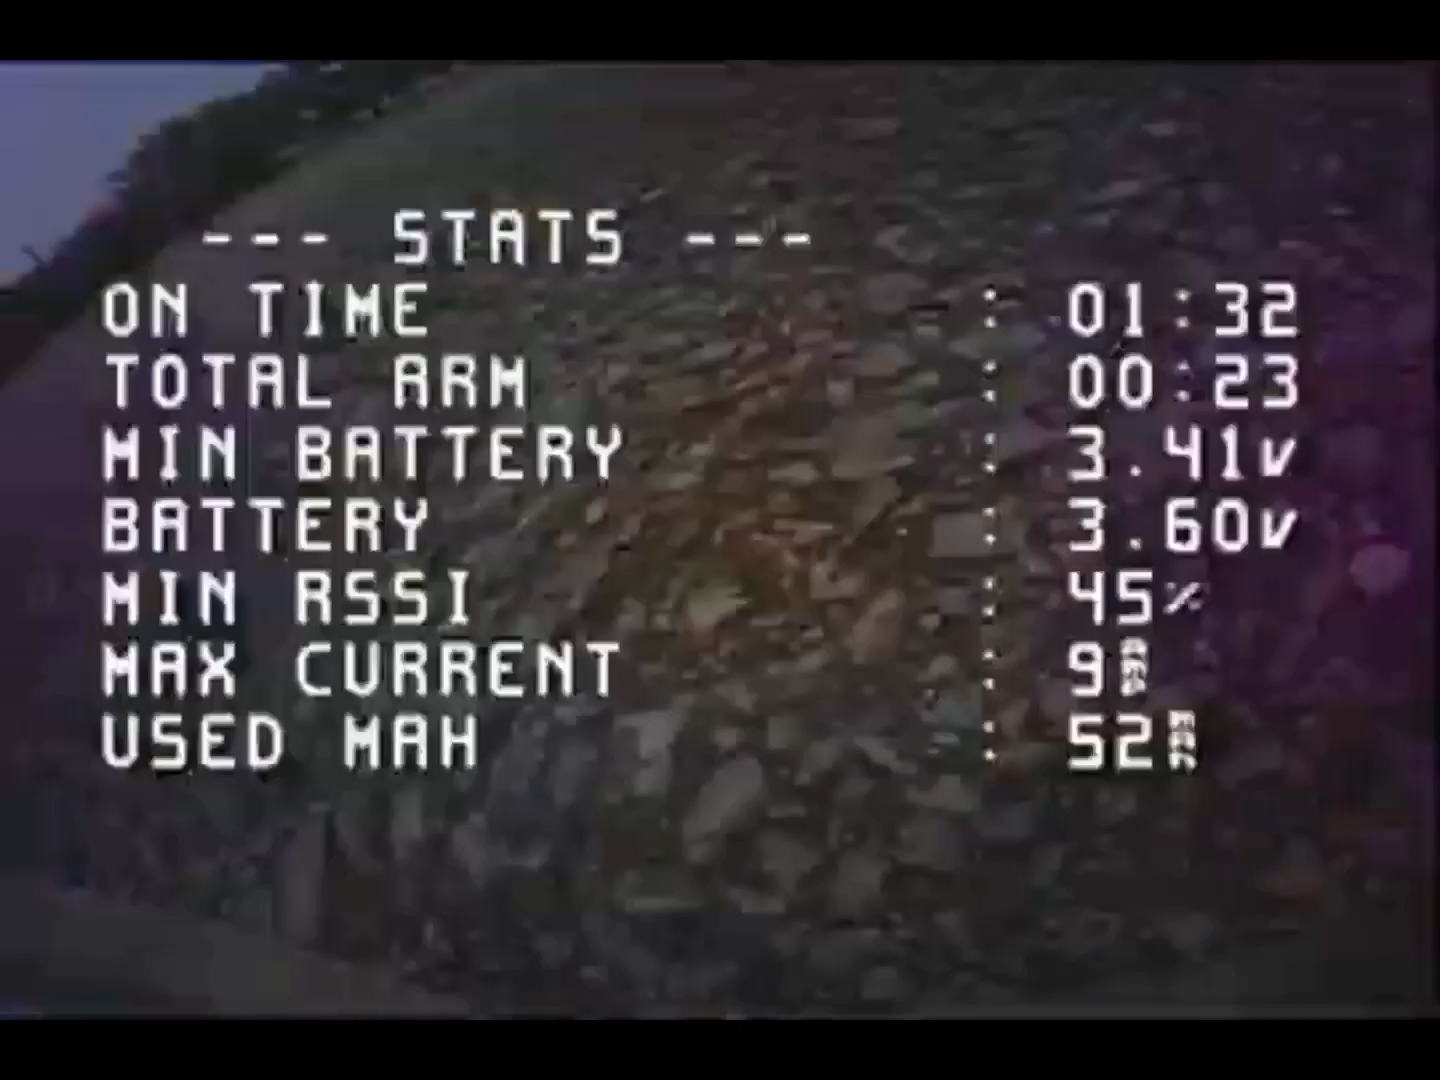 --- STATS ---
ON TIME : 01:32
TOTAL ARM : 00:23
MIN BATTERY : 3.41V
BATTERY : 3.60V
MIN RSSI : 45%
MAX CURRENT : 9
USED MAH : 52